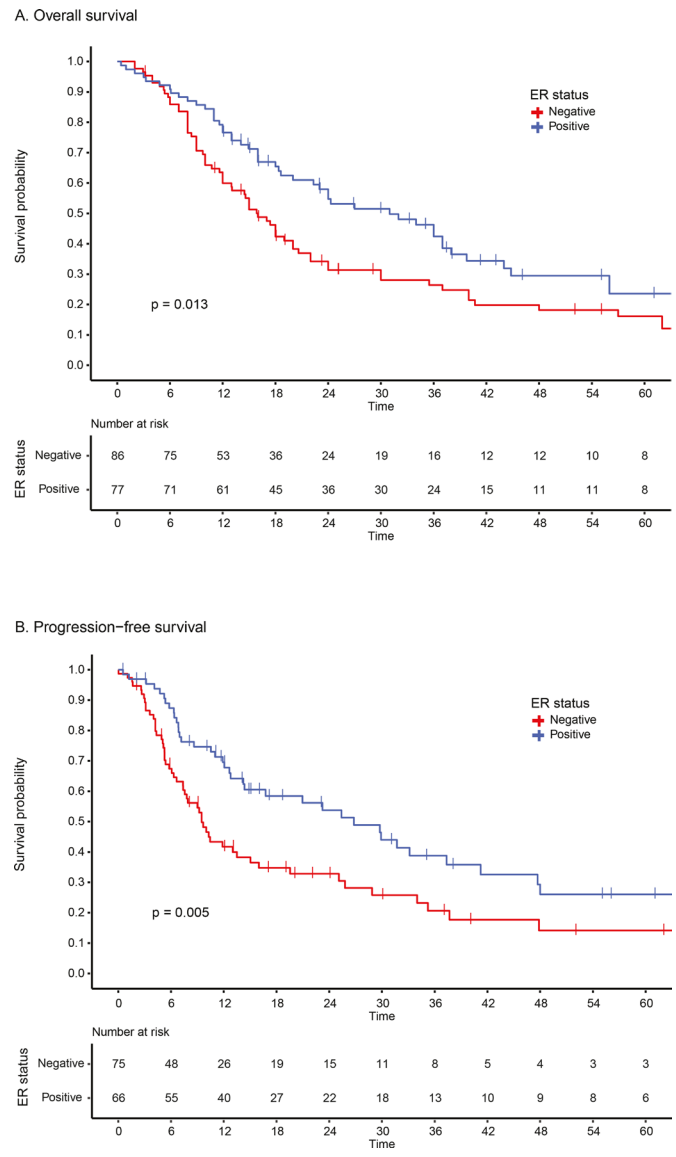 A. Overall survival
1.0
0.9
0.8
0.7
0.6
0.5
0.4
0.3
0.2
0.1
0.0
Survival probability
ER status
Negative
Positive
p = 0.013
0 6 12 18 24 30 36 42 48 54 60
Time
Number at risk
ER status
Negative 86 75 53 36 24 19 16 12 12 10 8
Positive 77 71 61 45 36 30 24 15 11 11 8
0 6 12 18 24 30 36 42 48 54 60
Time
B. Progression−free survival
1.0
0.9
0.8
0.7
0.6
0.5
0.4
0.3
0.2
0.1
0.0
Survival probability
ER status
Negative
Positive
p = 0.005
0 6 12 18 24 30 36 42 48 54 60
Time
Number at risk
ER status
Negative 75 48 26 19 15 11 8 5 4 3 3
Positive 66 55 40 27 22 18 13 10 9 8 6
0 6 12 18 24 30 36 42 48 54 60
Time